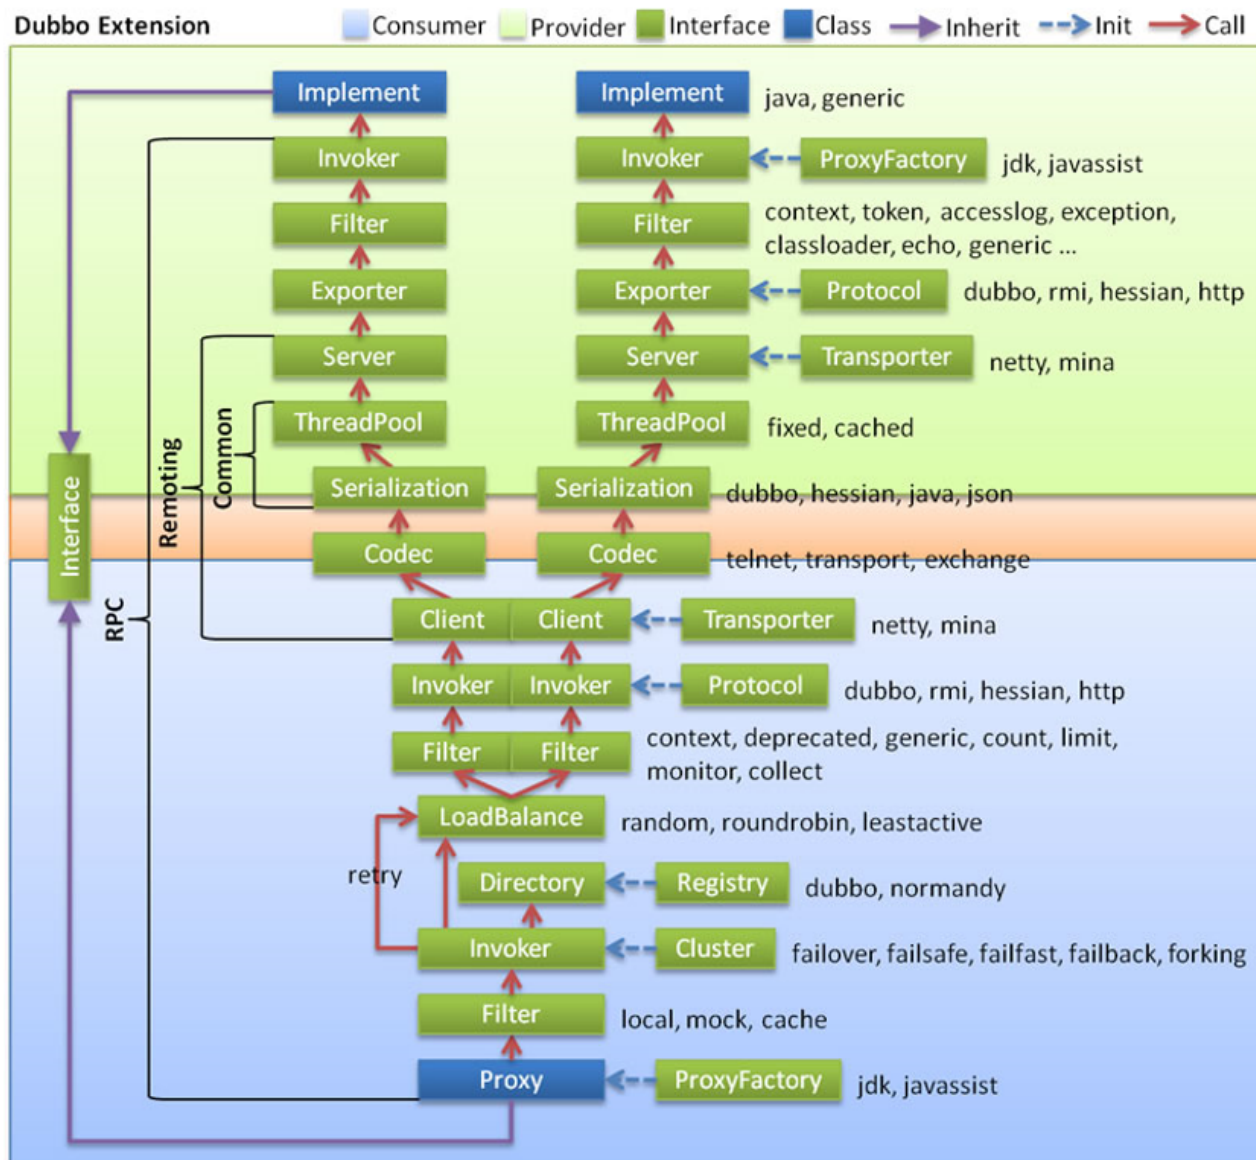 Dubbo Extension Consumer Provider Interface Class Inherit Init Call
Implement Implement java, generic
Invoker Invoker ProxyFactory jdk, javassist
Filter Filter context, token, accesslog, exception,
classloader, echo, generic ...
Exporter Exporter Protocol dubbo, rmi, hessian, http
Server Server Transporter netty, mina
ThreadPool ThreadPool fixed, cached
Common
Remoting
Serialization Serialization dubbo, hessian, java, json
Interface
Codec Codec telnet, transport, exchange
RPC
Client Client Transporter netty, mina
Invoker Invoker Protocol dubbo, rmi, hessian, http
Filter Filter context, deprecated, generic, count, limit,
monitor, collect
LoadBalance random, roundrobin, leastactive
retry Directory Registry dubbo, normandy
Invoker Cluster failover, failsafe, failfast, failback, forking
Filter local, mock, cache
Proxy ProxyFactory jdk, javassist